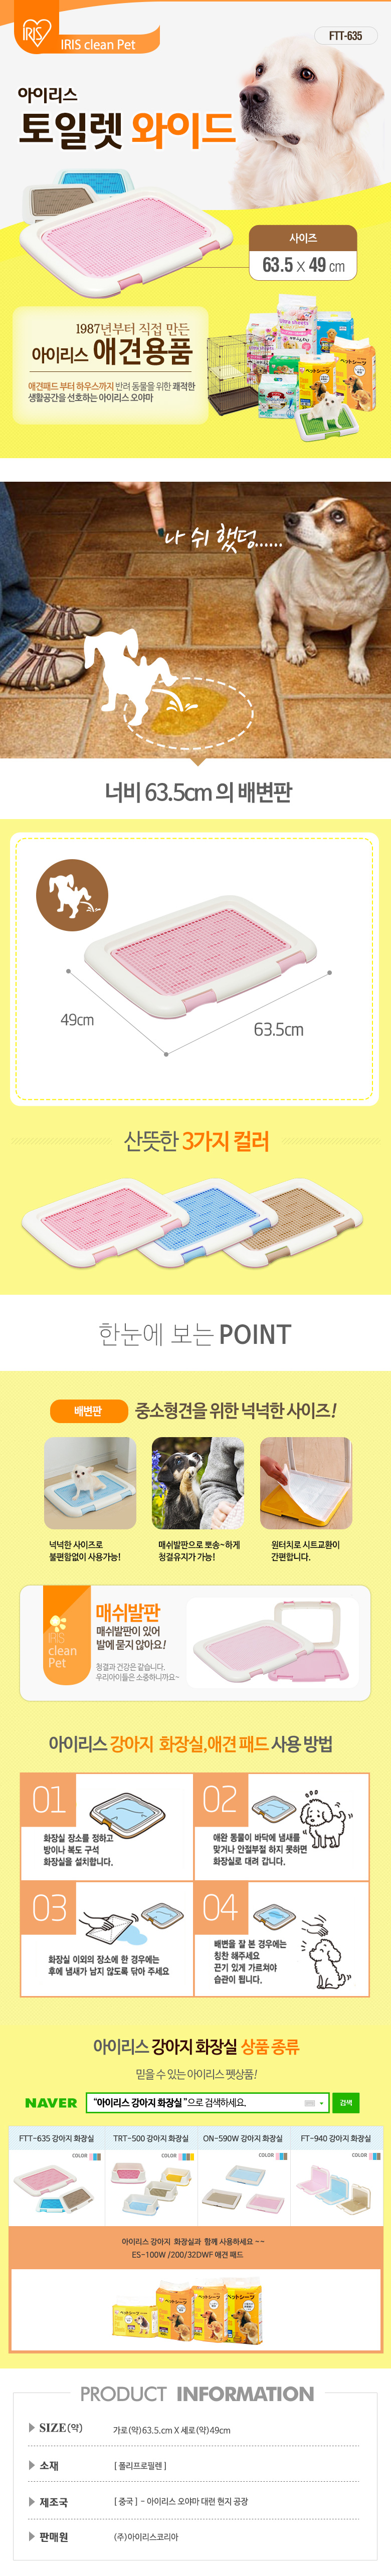 IRIS
IRIS clean Pet
FTT-635
아이리스
토일렛 와이드
사이즈
63.5 X 49 cm
1987년부터 직접 만든
아이리스 애견용품
애견패드 부터 하우스까지 반려 동물을 위한 쾌적한
생활공간을 선호하는 아이리스 오야마
나 쉬 했덩......
너비 63.5cm 의 배변판
49cm
63.5cm
산뜻한 3가지 컬러
한눈에 보는 POINT
배변판
중소형견을 위한 넉넉한 사이즈!
넉넉한 사이즈로
불편함없이 사용가능!
매쉬발판으로 뽀송~하게
청결유지가 가능!
원터치로 시트교환이
간편합니다.
IRIS
clean
Pet
매쉬발판
매쉬발판이 있어
발에 묻지 않아요!
청결과 건강은 같습니다.
우리아이들은 소중하니까요~
아이리스 강아지 화장실,애견 패드 사용 방법
01
화장실 장소를 정하고
방이나 복도 구석
화장실을 설치합니다.
02
애완 동물이 바닥에 냄새를
맡거나 안절부절 하지 못하면
화장실로 대려 갑니다.
03
화장실 이외의 장소에 한 경우에는
후에 냄새가 남지 않도록 닦아 주세요
04
배변을 잘 본 경우에는
칭찬 해주세요
끈기 있게 가르쳐야
습관이 됩니다.
아이리스 강아지 화장실 상품 종류
믿을 수 있는 아이리스 펫상품!
NAVER
"아이리스 강아지 화장실"으로 검색하세요.
검색
FTT-635 강아지 화장실
TRT-500 강아지 화장실
ON-590W 강아지 화장실
FT-940 강아지 화장실
COLOR
COLOR
COLOR
COLOR
아이리스 강아지 화장실과 함께 사용하세요 ~~
ES-100W /200/32DWF 애견 패드
PRODUCT INFORMATION
SIZE(약)
가로(약)63.5.cm X 세로(약)49cm
소재
[ 폴리프로필렌 ]
제조국
[ 중국 ] - 아이리스 오야마 대련 현지 공장
판매원
(주)아이리스코리아